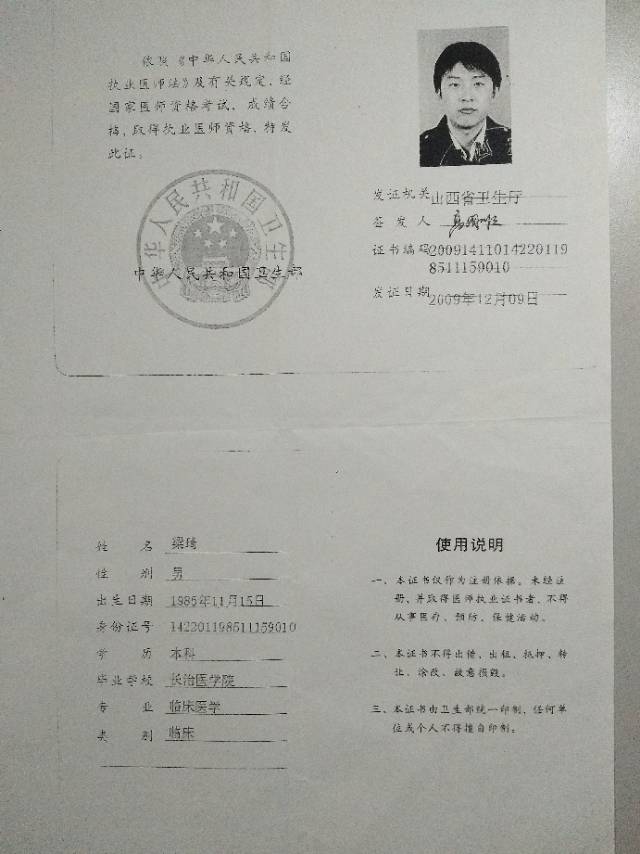 依据《中华人民共和国
执业医师法》及有关规定，经
国家医师资格考试，成绩合
格，取得执业医师资格，特发
此证。
中华人民共和国卫生部
中华人民共和国卫生部
发证机关 山西省卫生厅
签发人
证书编码 20091411014220119
8511159010
发证日期 2009年12月09日
姓名 梁琦
性别 男
出生日期 1985年11月15日
身份证号 142201198511159010
学历 本科
毕业学校 长治医学院
专业 临床医学
类别 临床
使用说明
一、本证书仅作为注册依据。未经注
册、并取得医师执业证书者，不得
从事医疗、预防、保健活动。
二、本证书不得出借、出租、抵押、转
让、涂改、故意损毁。
三、本证书由卫生部统一印制，任何单
位或个人不得擅自印制。